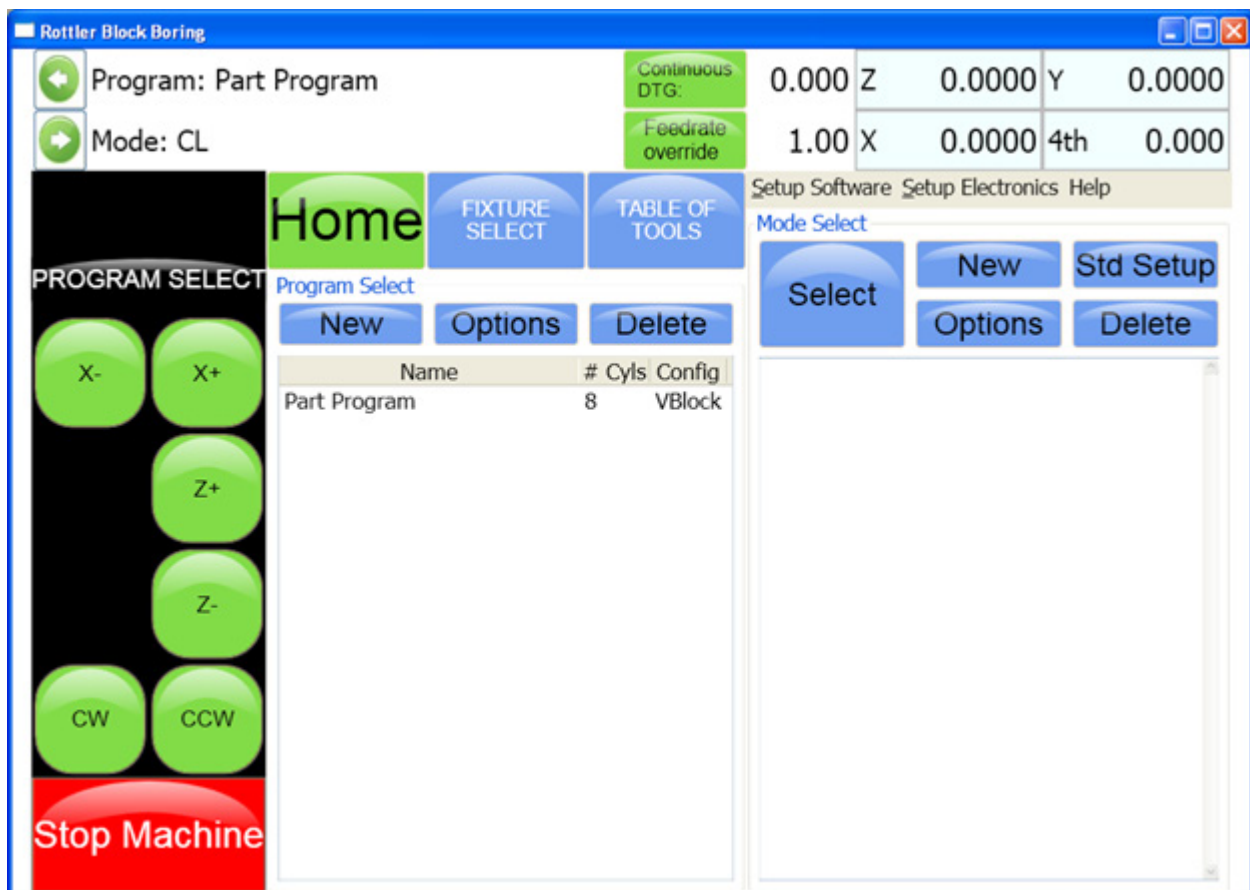 Rottler Block Boring
Program: Part Program
Continuous
DTG:
0.000
Z 0.0000
Y 0.0000
Mode: CL
Feedrate
override
1.00
X 0.0000
4th 0.000
PROGRAM SELECT
X-
X+
Z+
Z-
CW
CCW
Stop Machine
Home
FIXTURE
SELECT
TABLE OF
TOOLS
Program Select
New
Options
Delete
Name # Cyls Config
Part Program 8 VBlock
Setup Software Setup Electronics Help
Mode Select
Select
New
Std Setup
Options
Delete